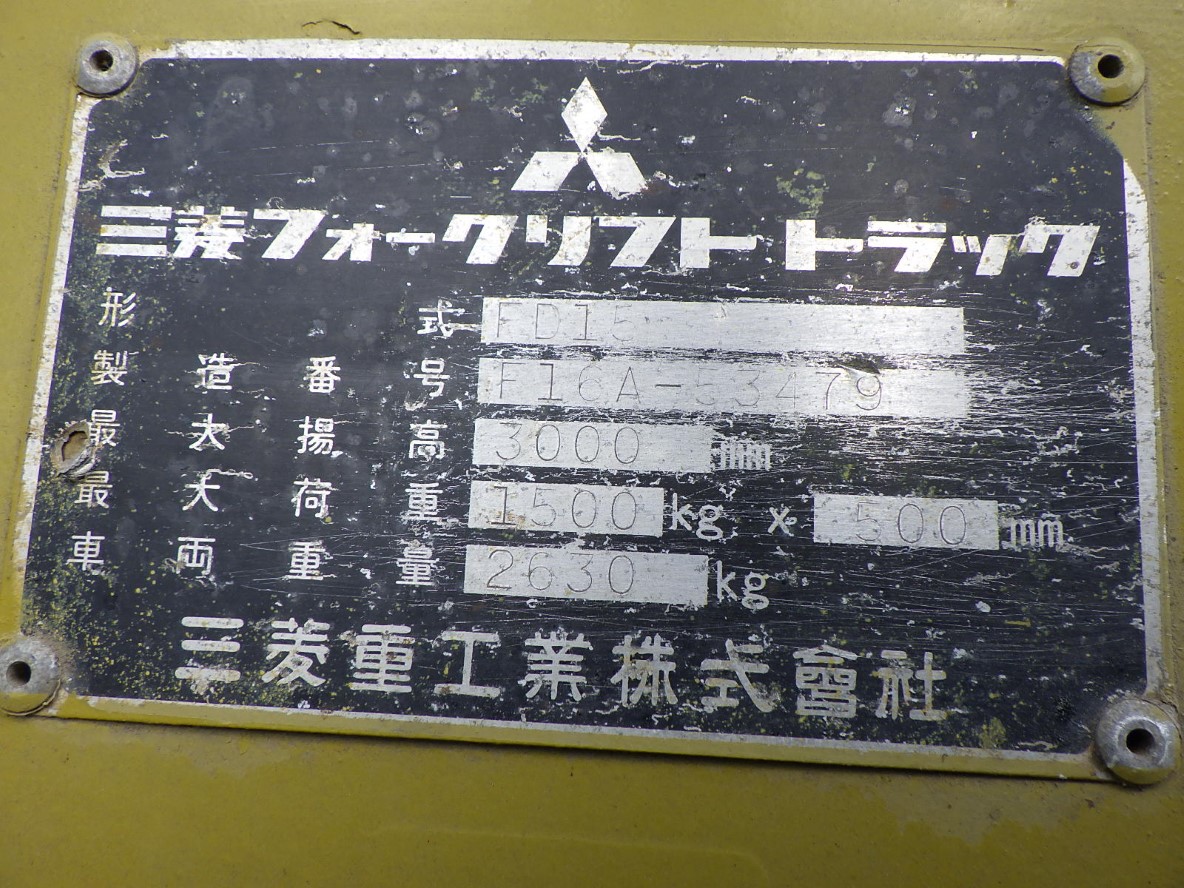 三菱フォークリフト トラック
形式 FD15
製造番号 F16A-53479
最大揚高 3000 mm
最大荷重 1500 kg x 500 mm
車両重量 2630 kg
三菱重工業株式會社